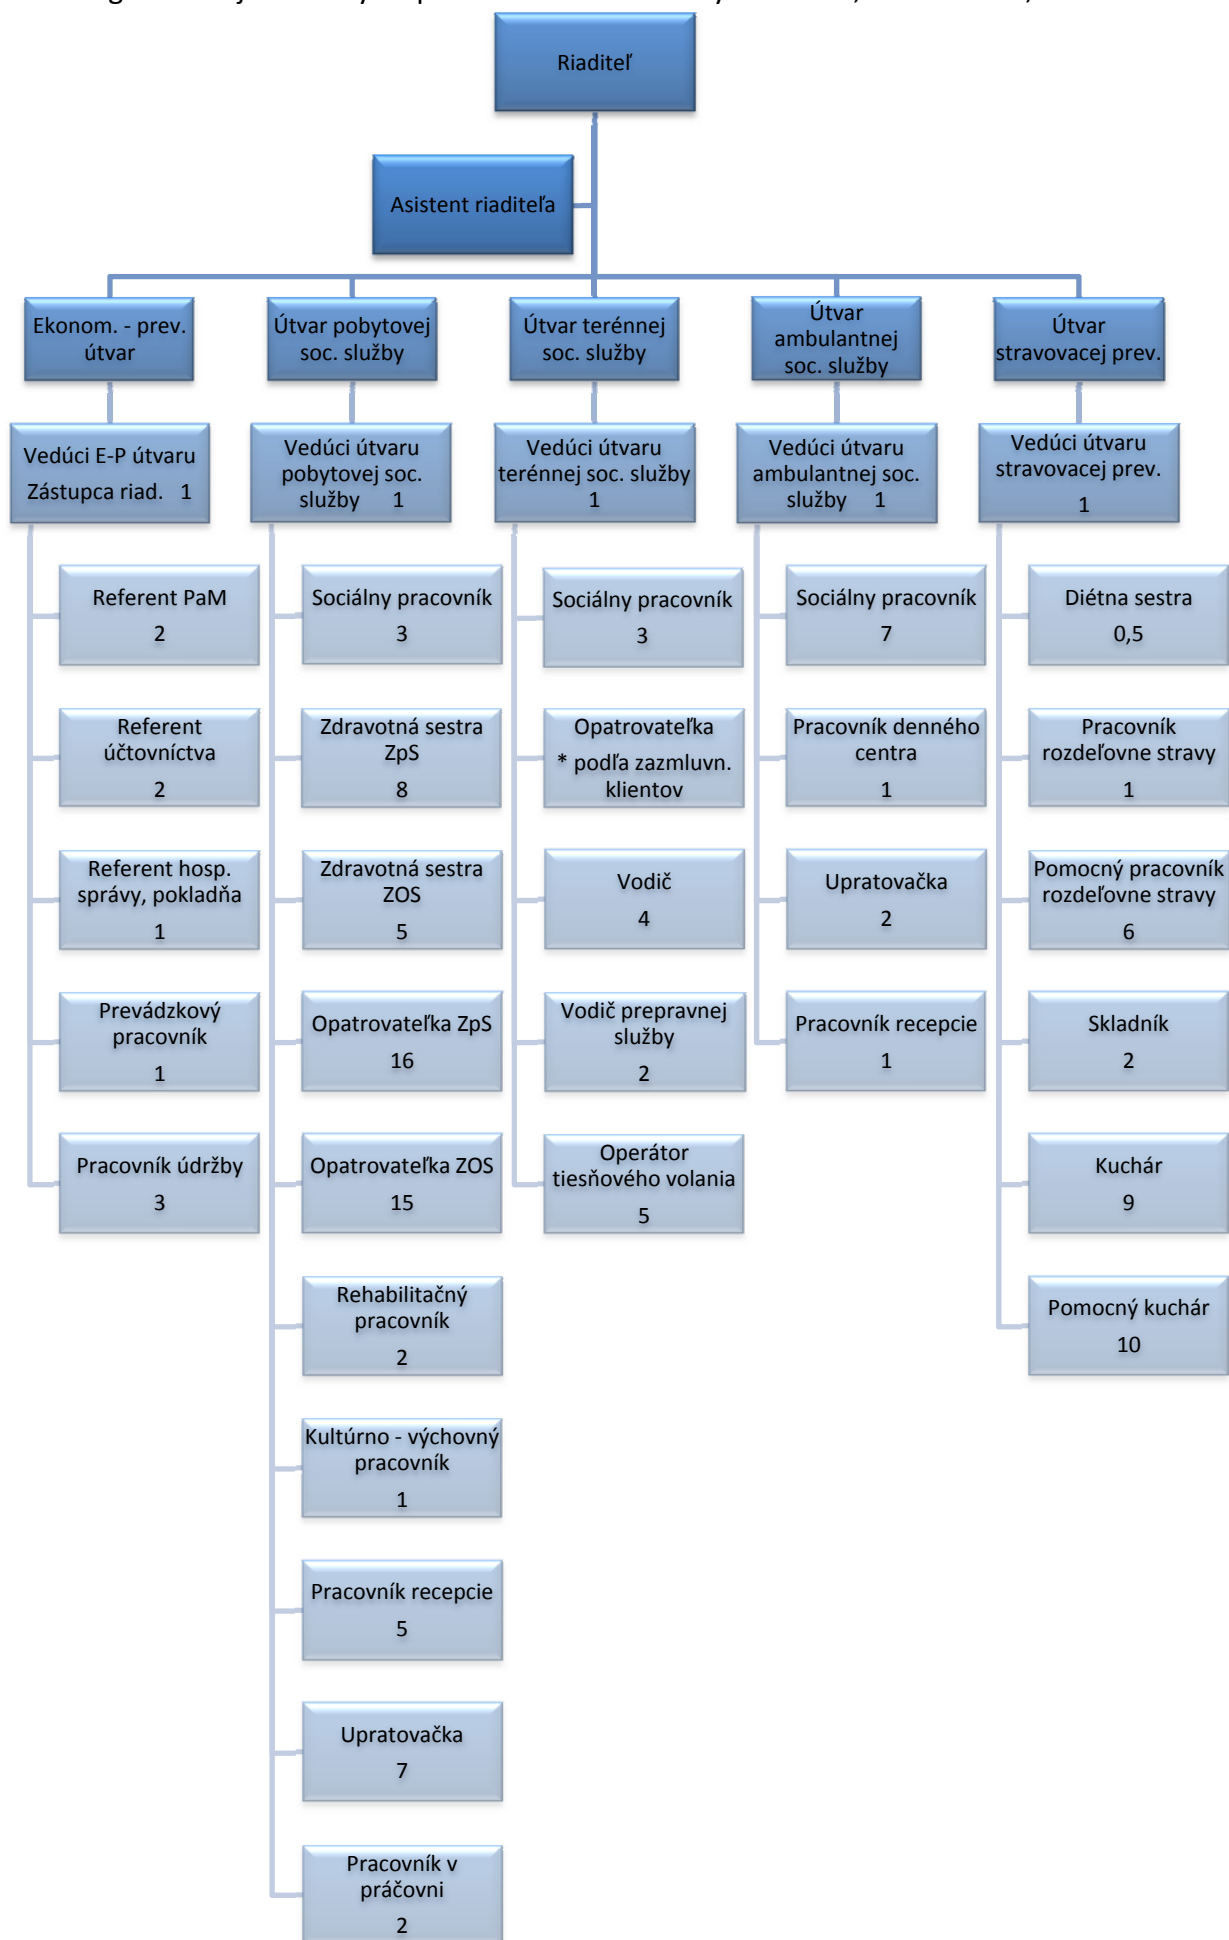 Riaditeľ
Asistent riaditeľa
Ekonom. - prev.
útvar
Útvar pobytovej
soc. služby
Útvar terénnej
soc. služby
Útvar
ambulantnej
soc. služby
Útvar
stravovacej prev.
Vedúci E-P útvaru
Zástupca riad. 1
Vedúci útvaru
pobytovej soc.
služby 1
Vedúci útvaru
terénnej soc. služby
1
Vedúci útvaru
ambulantnej soc.
služby 1
Vedúci útvaru
stravovacej prev.
1
Referent PaM
2
Referent
účtovníctva
2
Referent hosp.
správy, pokladňa
1
Prevádzkový
pracovník
1
Pracovník údržby
3
Sociálny pracovník
3
Zdravotná sestra
ZpS
8
Zdravotná sestra
ZOS
5
Opatrovateľka ZpS
16
Opatrovateľka ZOS
15
Rehabilitačný
pracovník
2
Kultúrno - výchovný
pracovník
1
Pracovník recepcie
5
Upratovačka
7
Pracovník v
práčovni
2
Sociálny pracovník
3
Opatrovateľka
* podľa zazmluvn.
klientov
Vodič
4
Vodič prepravnej
služby
2
Operátor
tiesňového volania
5
Sociálny pracovník
7
Pracovník denného
centra
1
Upratovačka
2
Pracovník recepcie
1
Diétna sestra
0,5
Pracovník
rozdeľovne stravy
1
Pomocný pracovník
rozdeľovne stravy
6
Skladník
2
Kuchár
9
Pomocný kuchár
10